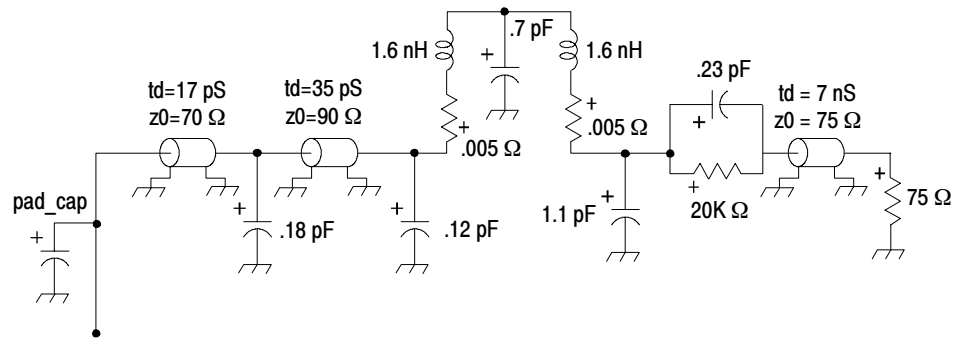 1.6 nH
.7 pF
1.6 nH
+
td=17 pS
z0=70 Ω
td=35 pS
z0=90 Ω
+
.005 Ω
+
.005 Ω
.23 pF
+
td = 7 nS
z0 = 75 Ω
pad_cap
+
+
.18 pF
+
.12 pF
1.1 pF
+
+
20K Ω
+
75 Ω